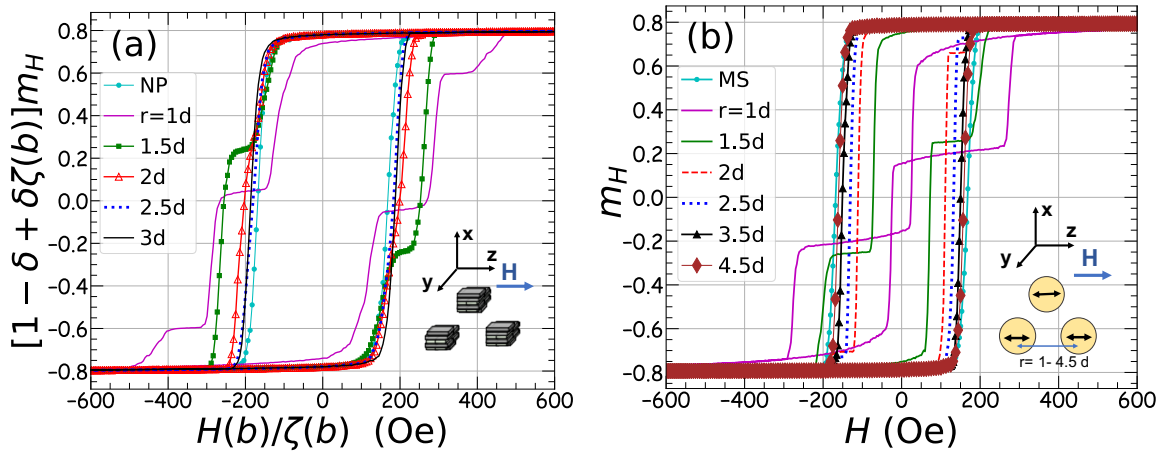 (a)
[1 − δ + δζ(b)]m_H
0.8
0.6
0.4
0.2
0.0
−0.2
−0.4
−0.6
−0.8
NP
r=1d
1.5d
2d
2.5d
3d
x
z
y
H
−600 −400 −200 0 200 400 600
H(b)/ζ(b) (Oe)
(b)
m_H
0.8
0.6
0.4
0.2
0.0
−0.2
−0.4
−0.6
−0.8
MS
r=1d
1.5d
2d
2.5d
3.5d
4.5d
x
z
y
H
r= 1- 4.5 d
−600 −400 −200 0 200 400 600
H (Oe)